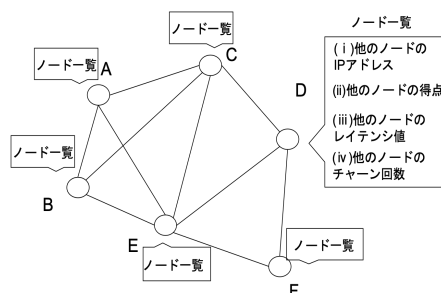 ノード一覧
ノード一覧
C
ノード一覧
A
D
(ⅰ)他のノードの
IPアドレス
(ii)他のノードの得点
(iii)他のノードの
レイテンシ値
(iv)他のノードの
チャーン回数
ノード一覧
B
E
ノード一覧
ノード一覧
F